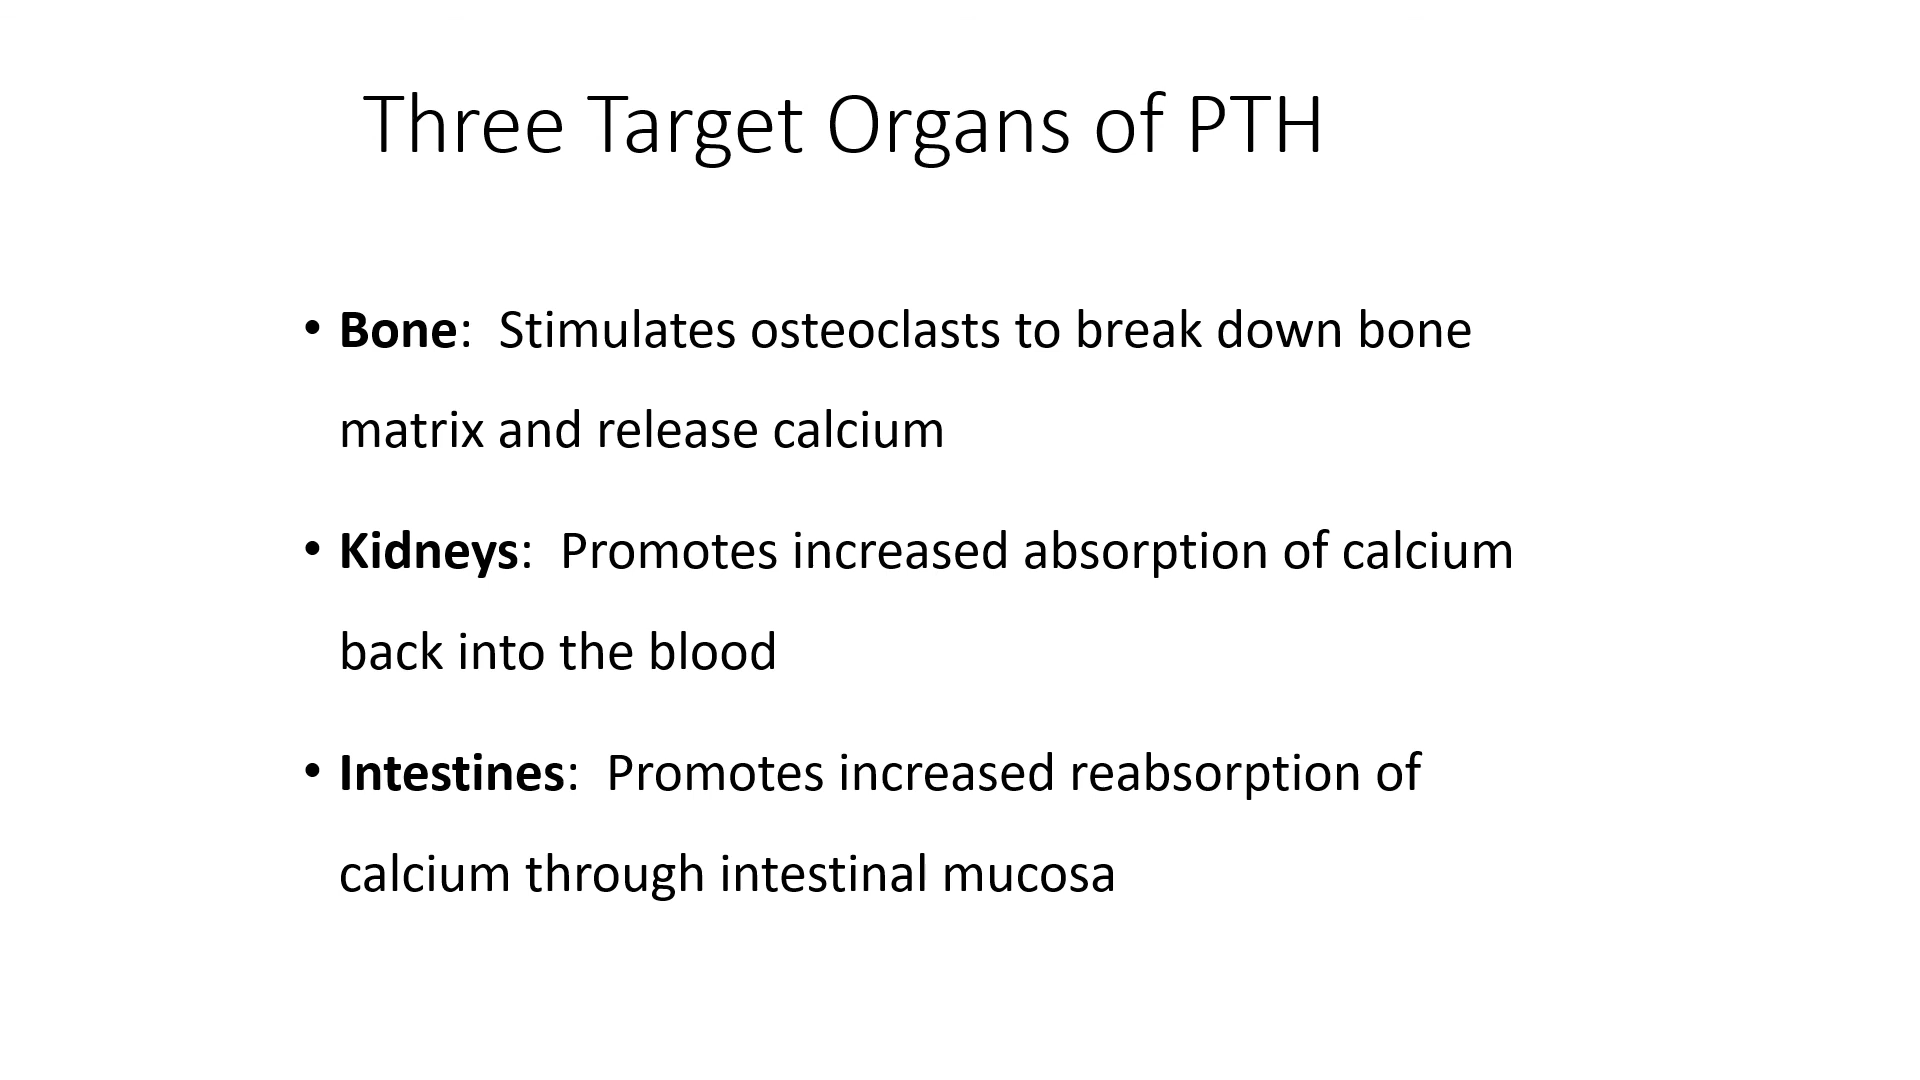 Three Target Organs of PTH
• Bone:  Stimulates osteoclasts to break down bone
matrix and release calcium
• Kidneys:  Promotes increased absorption of calcium
back into the blood
• Intestines:  Promotes increased reabsorption of
calcium through intestinal mucosa